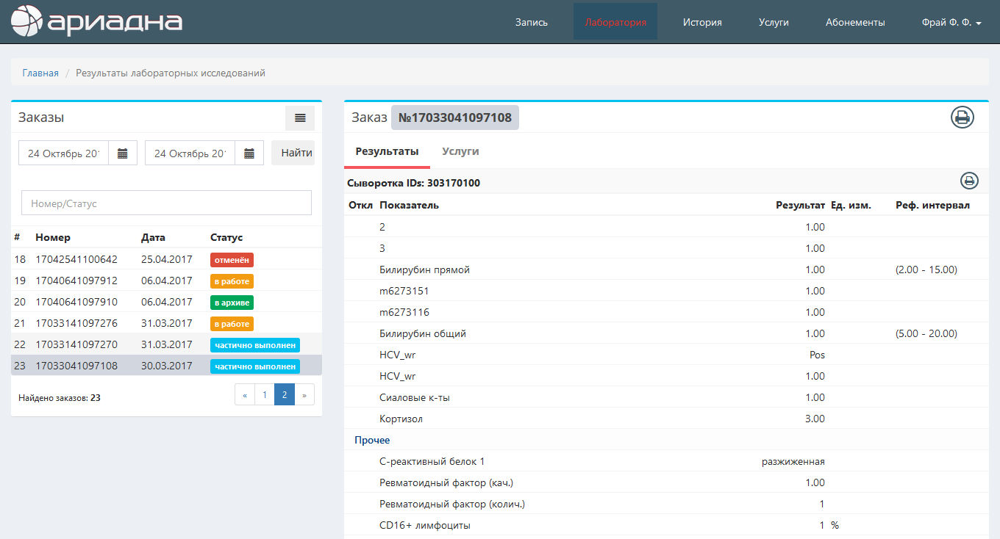 ариадна
Запись Лаборатория История Услуги Абонементы Фрай Ф. Ф.
Главная / Результаты лабораторных исследований
Заказы
24 Октябрь 201 24 Октябрь 201 Найти
Номер/Статус
# Номер Дата Статус
18 17042541100642 25.04.2017 отменён
19 17040641097912 06.04.2017 в работе
20 17040641097910 06.04.2017 в архиве
21 17033141097276 31.03.2017 в работе
22 17033141097270 31.03.2017 частично выполнен
23 17033041097108 30.03.2017 частично выполнен
Найдено заказов: 23 « 1 2 »
Заказ №17033041097108
Результаты Услуги
Сыворотка IDs: 303170100
Откл Показатель Результат Ед. изм. Реф. интервал
2 1.00
3 1.00
Билирубин прямой 1.00 (2.00 - 15.00)
m6273151 1.00
m6273116 1.00
Билирубин общий 1.00 (5.00 - 20.00)
HCV_wr Pos
HCV_wr 1.00
Сиаловые к-ты 1.00
Кортизол 3.00
Прочее
С-реактивный белок 1 разжиженная
Ревматоидный фактор (кач.) 1.00
Ревматоидный фактор (колич.) 1
CD16+ лимфоциты 1 %